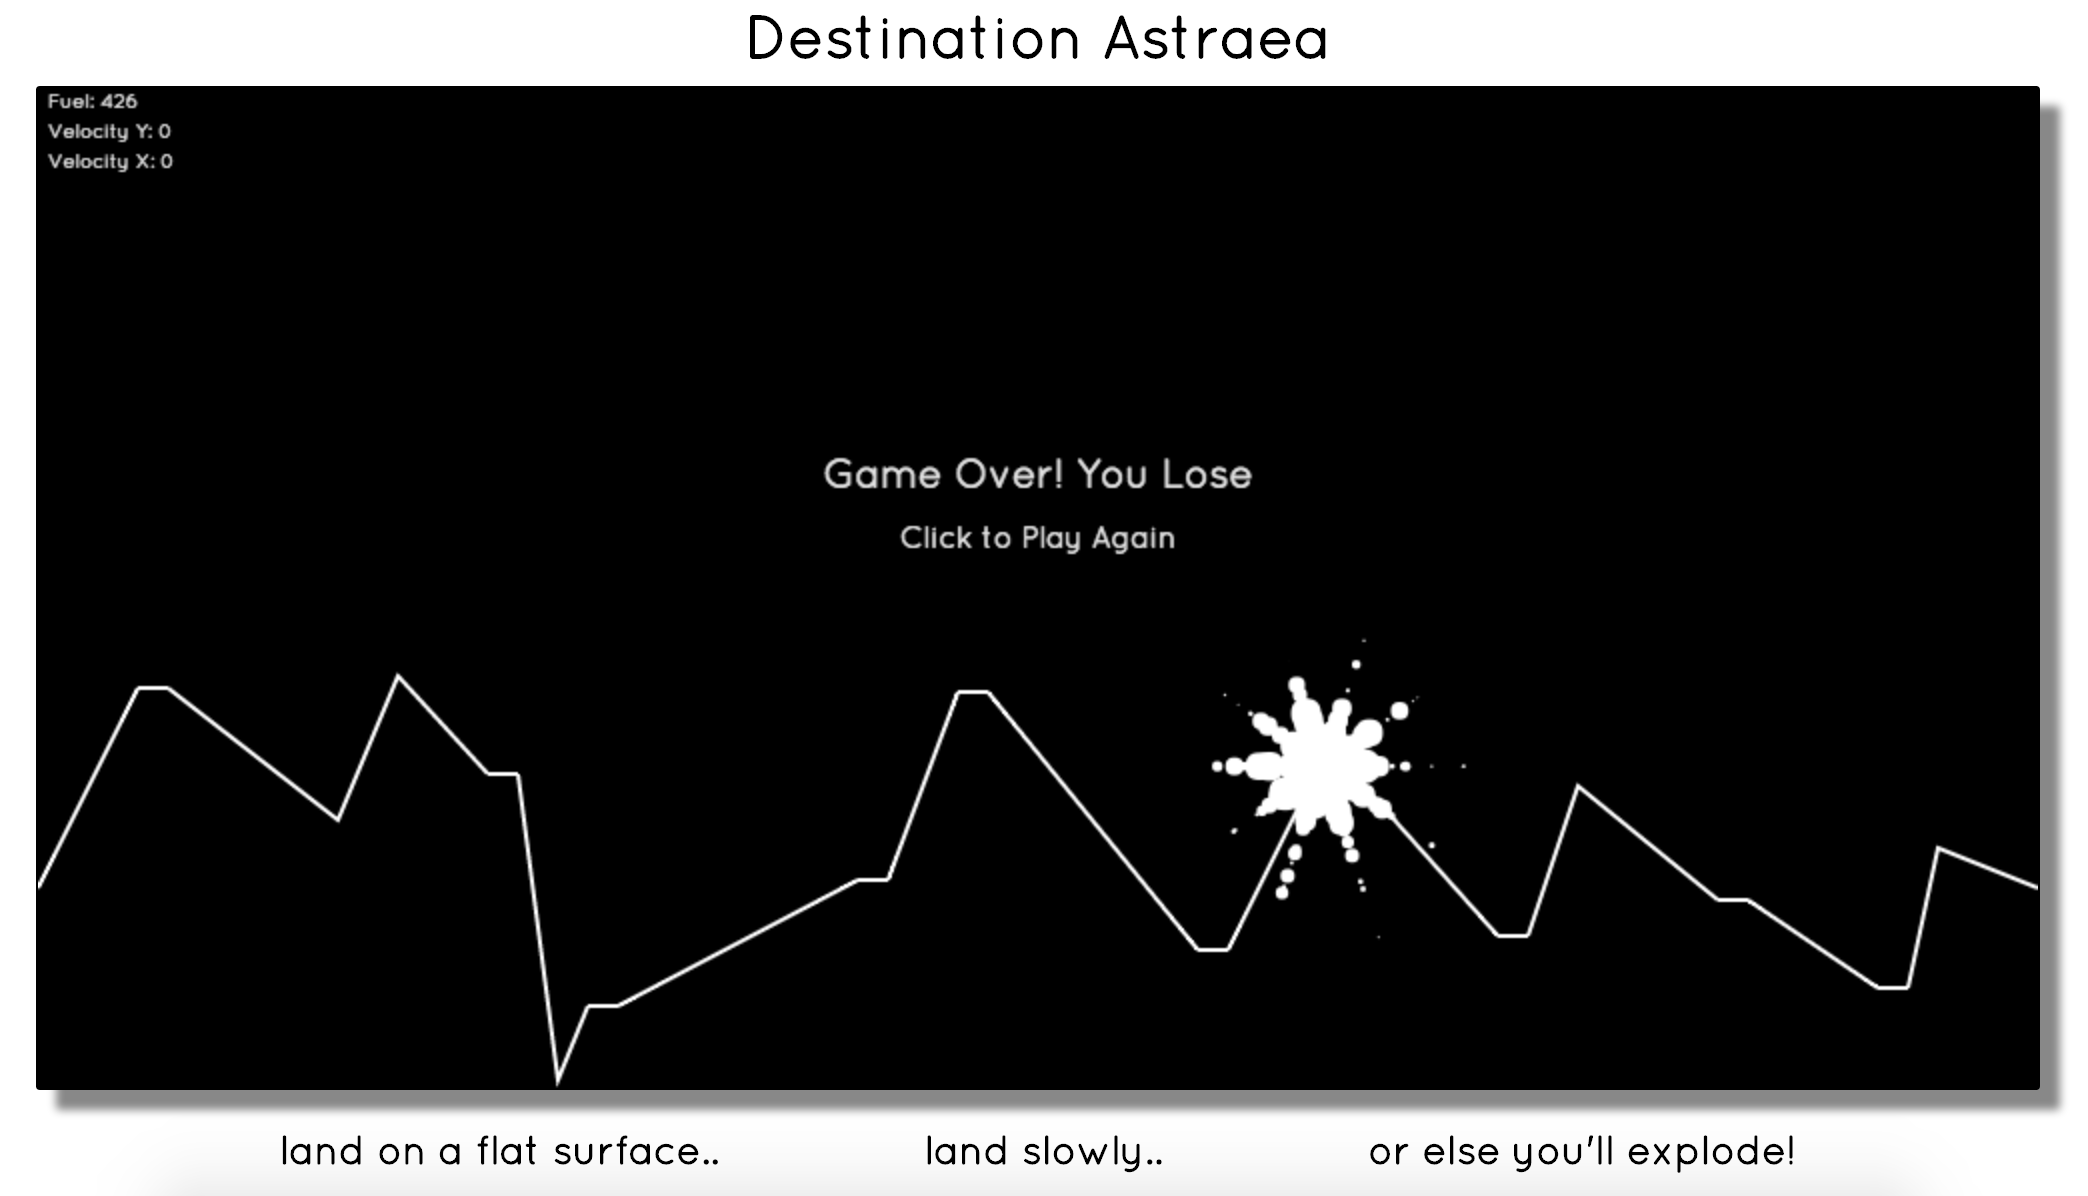 Destination Astraea
Fuel: 426
Velocity Y: 0
Velocity X: 0
Game Over! You Lose
Click to Play Again
land on a flat surface.. land slowly.. or else you'll explode!